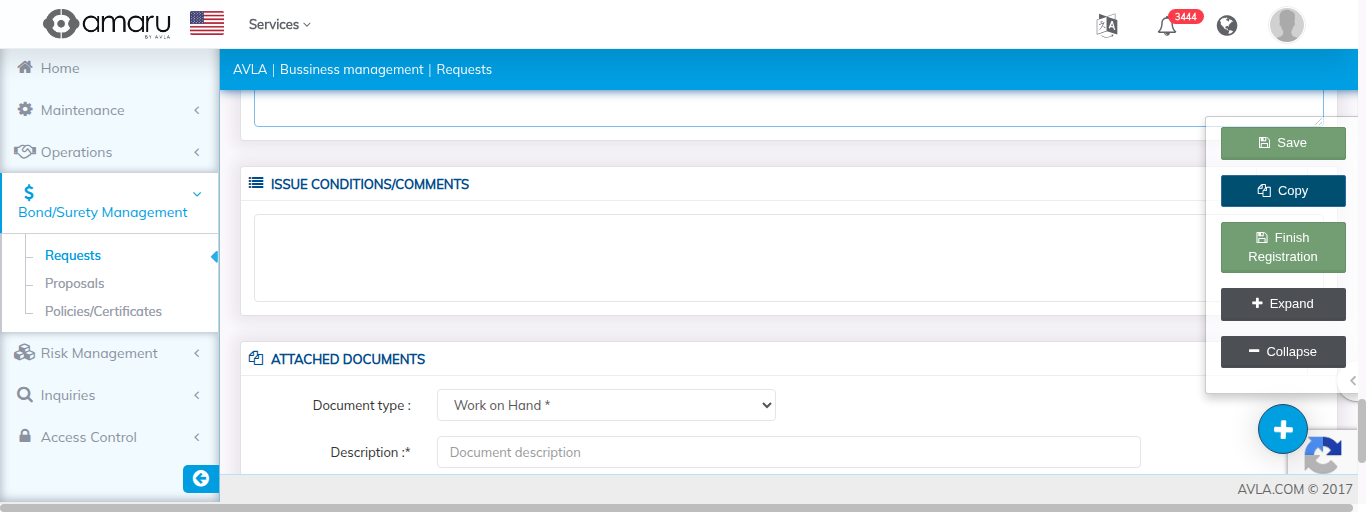 amaru
BY AVLA
Services
3444
Home
Maintenance
Operations
Bond/Surety Management
Requests
Proposals
Policies/Certificates
Risk Management
Inquiries
Access Control
AVLA | Bussiness management | Requests
ISSUE CONDITIONS/COMMENTS
ATTACHED DOCUMENTS
Document type :
Work on Hand *
Description :*
Document description
Save
Copy
Finish
Registration
Expand
Collapse
AVLA.COM © 2017